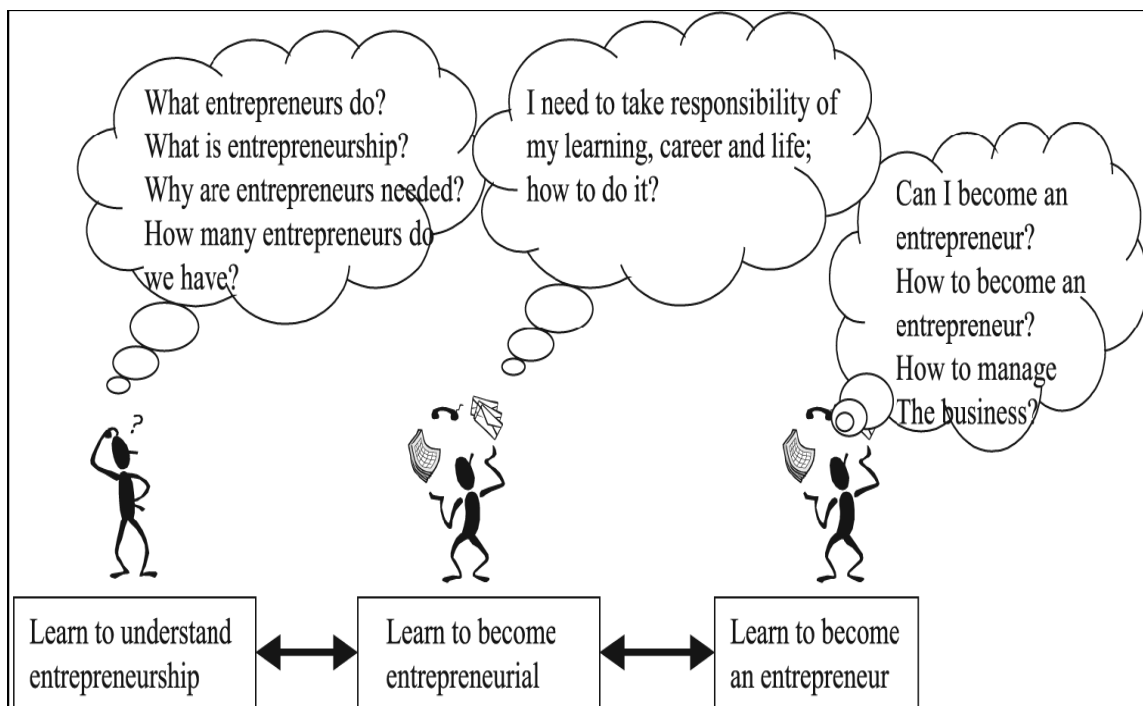 What entrepreneurs do?
What is entrepreneurship?
Why are entrepreneurs needed?
How many entrepreneurs do
we have?
I need to take responsibility of
my learning, career and life;
how to do it?
Can I become an
entrepreneur?
How to become an
entrepreneur?
How to manage
The business?
?
Learn to understand
entrepreneurship
Learn to become
entrepreneurial
Learn to become
an entrepreneur